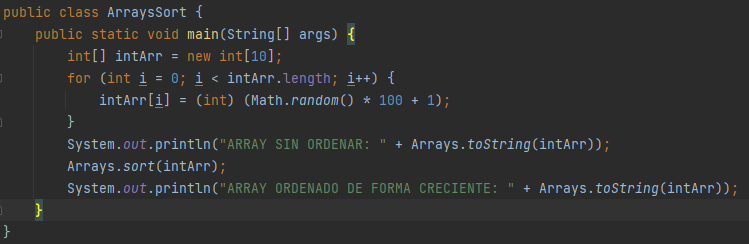 public class ArraysSort {
    public static void main(String[] args) {
        int[] intArr = new int[10];
        for (int i = 0; i < intArr.length; i++) {
            intArr[i] = (int) (Math.random() * 100 + 1);
        }
        System.out.println("ARRAY SIN ORDENAR: " + Arrays.toString(intArr));
        Arrays.sort(intArr);
        System.out.println("ARRAY ORDENADO DE FORMA CRECIENTE: " + Arrays.toString(intArr));
    }
}